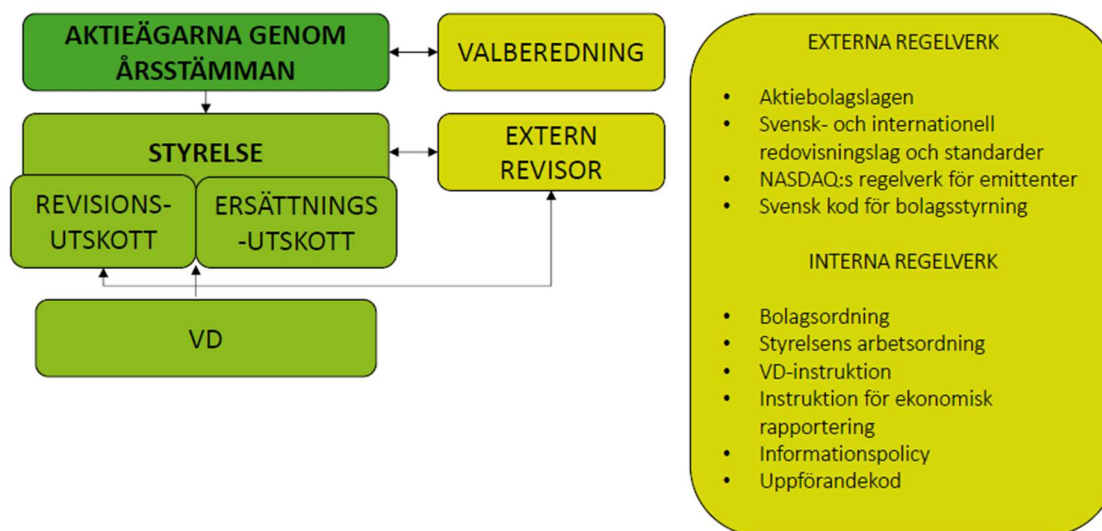 AKTIEÄGARNA GENOM
ÅRSSTÄMMAN
VALBEREDNING
STYRELSE
EXTERN
REVISOR
REVISIONS-
UTSKOTT
ERSÄTTNINGS
-UTSKOTT
VD
EXTERNA REGELVERK
• Aktiebolagslagen
• Svensk- och internationell
redovisningslag och standarder
• NASDAQ:s regelverk för emittenter
• Svensk kod för bolagsstyrning
INTERNA REGELVERK
• Bolagsordning
• Styrelsens arbetsordning
• VD-instruktion
• Instruktion för ekonomisk
rapportering
• Informationspolicy
• Uppförandekod